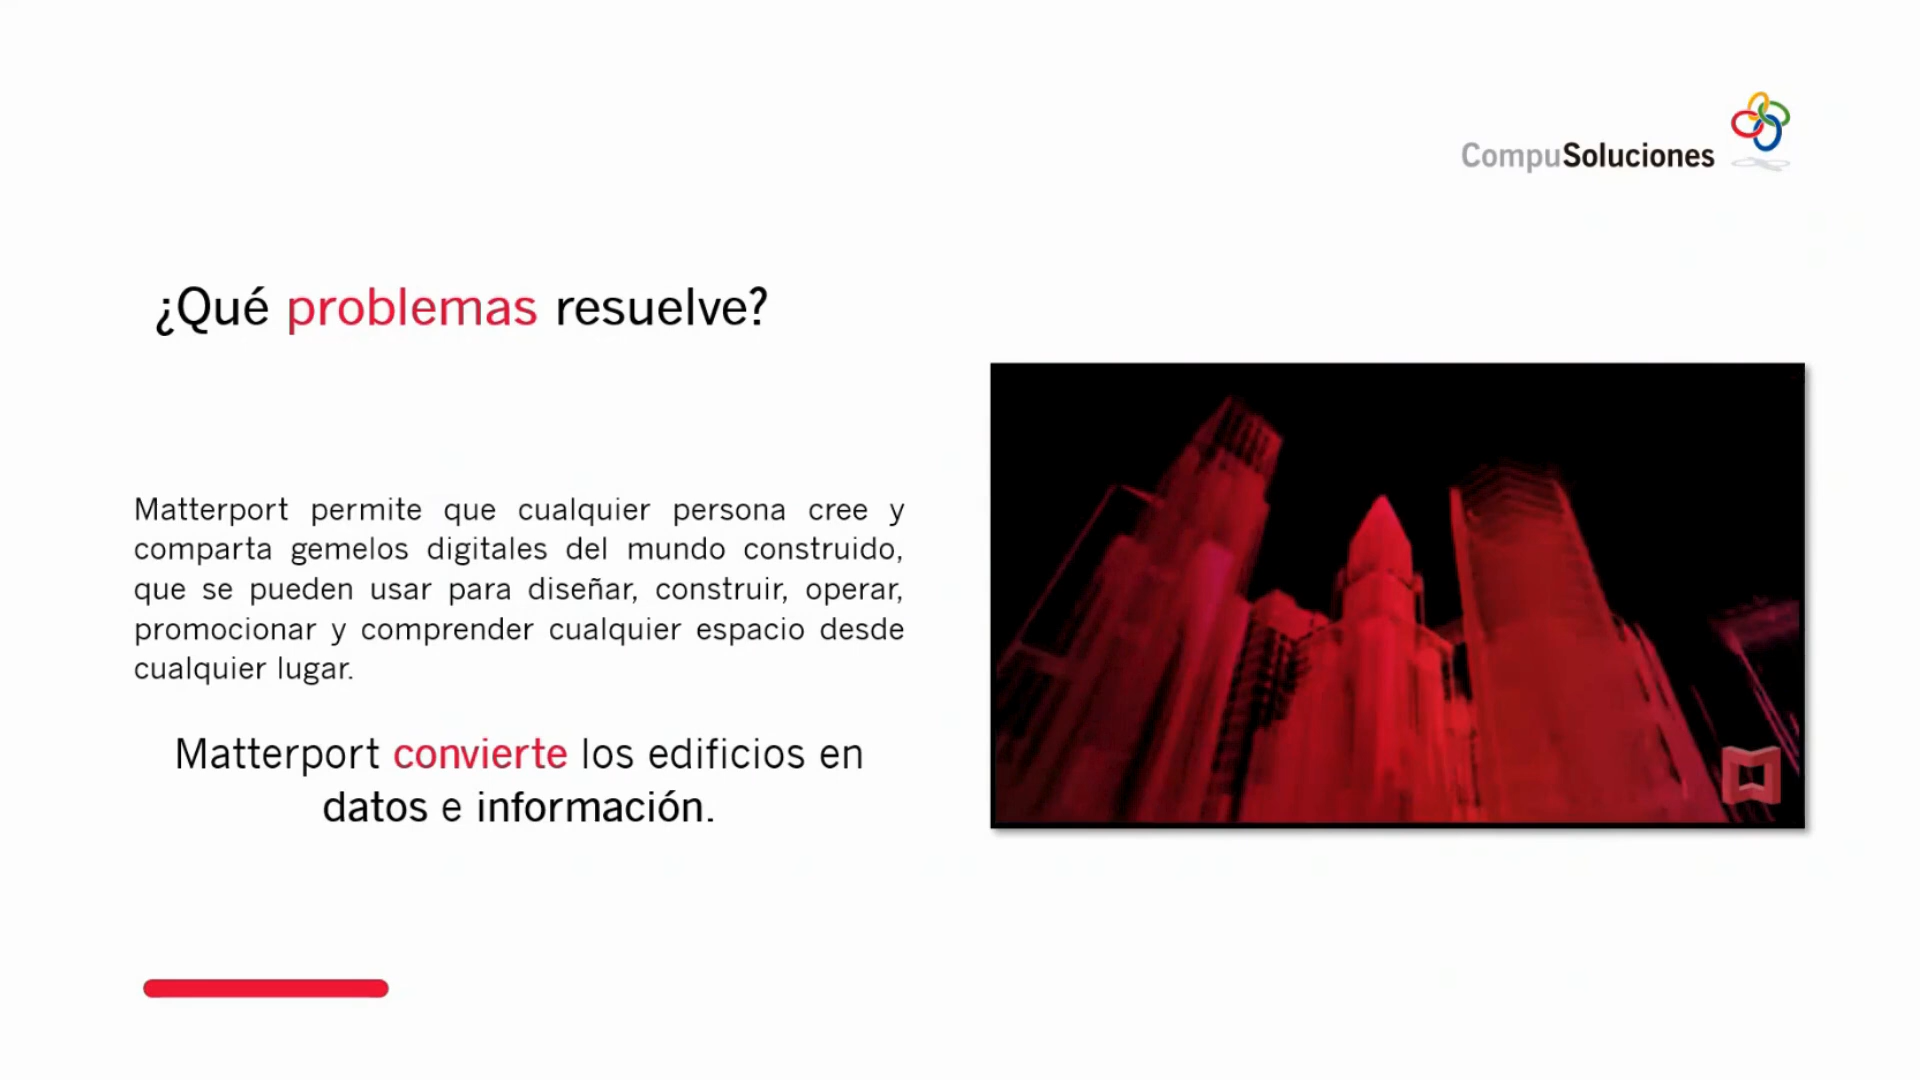 CompuSoluciones
¿Qué problemas resuelve?
Matterport permite que cualquier persona cree y
comparta gemelos digitales del mundo construido,
que se pueden usar para diseñar, construir, operar,
promocionar y comprender cualquier espacio desde
cualquier lugar.
Matterport convierte los edificios en
datos e información.